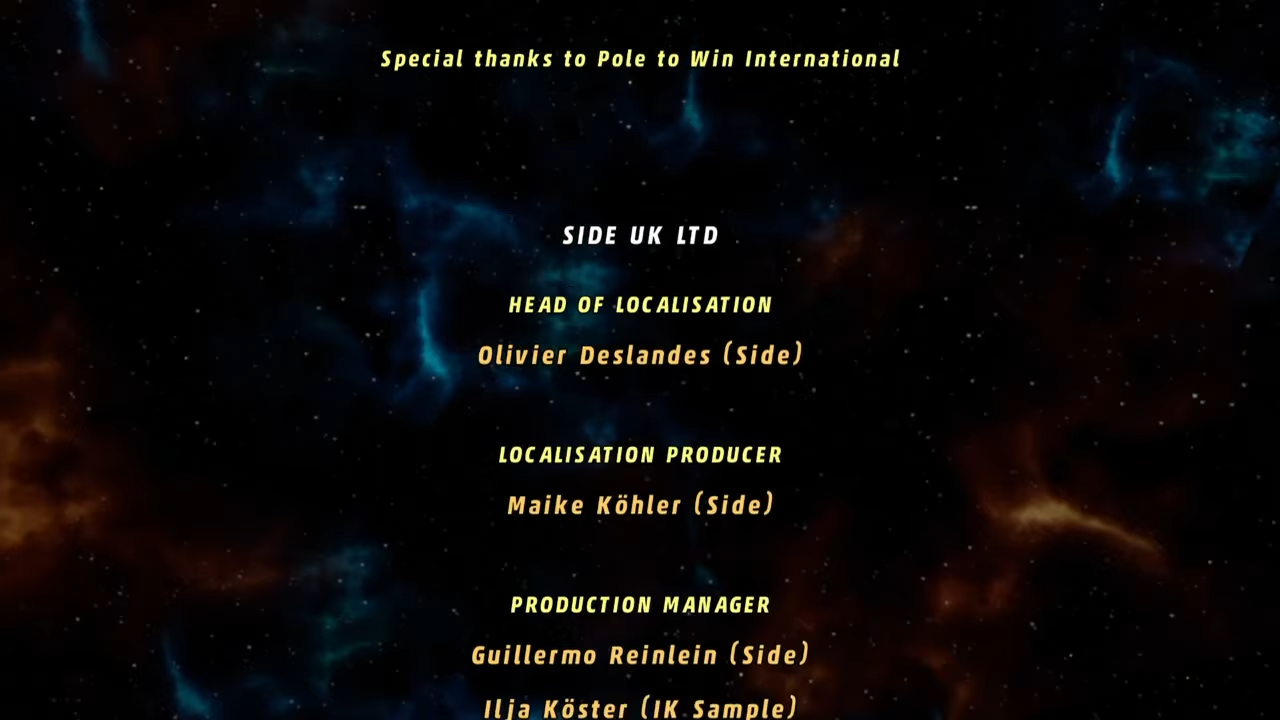 Special thanks to Pole to Win International
SIDE UK LTD
HEAD OF LOCALISATION
Olivier Deslandes (Side)
LOCALISATION PRODUCER
Maike Köhler (Side)
PRODUCTION MANAGER
Guillermo Reinlein (Side)
Ilja Köster (IK Sample)